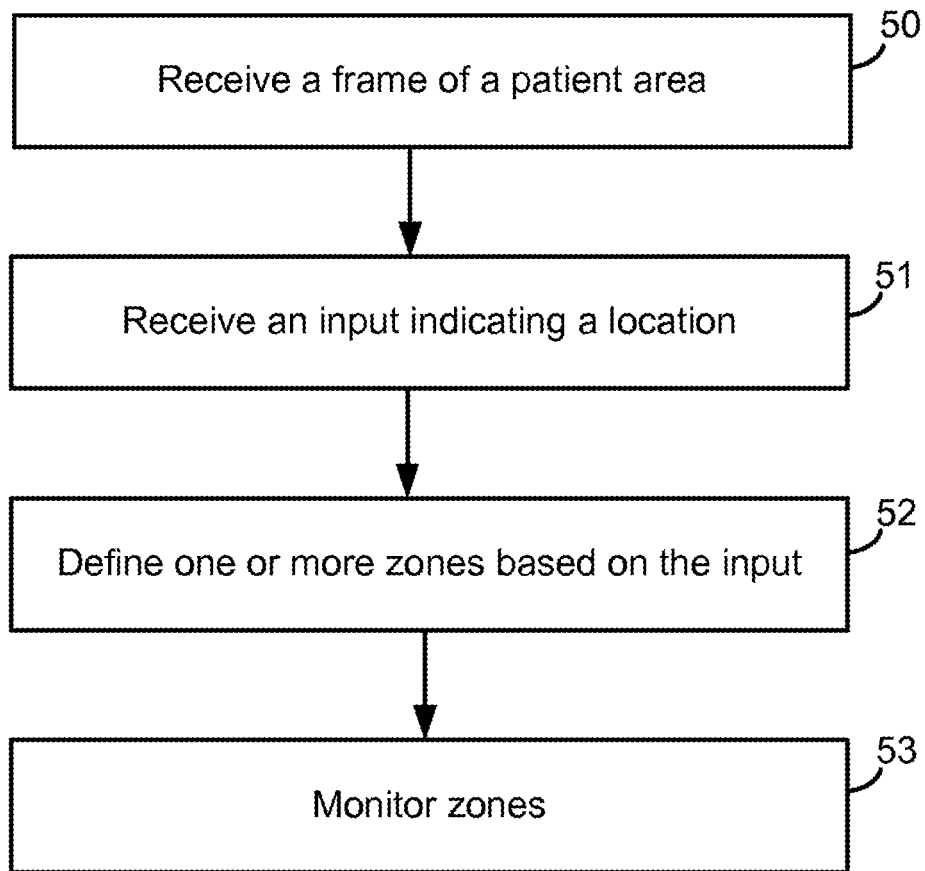 50
Receive a frame of a patient area
51
Receive an input indicating a location
52
Define one or more zones based on the input
53
Monitor zones